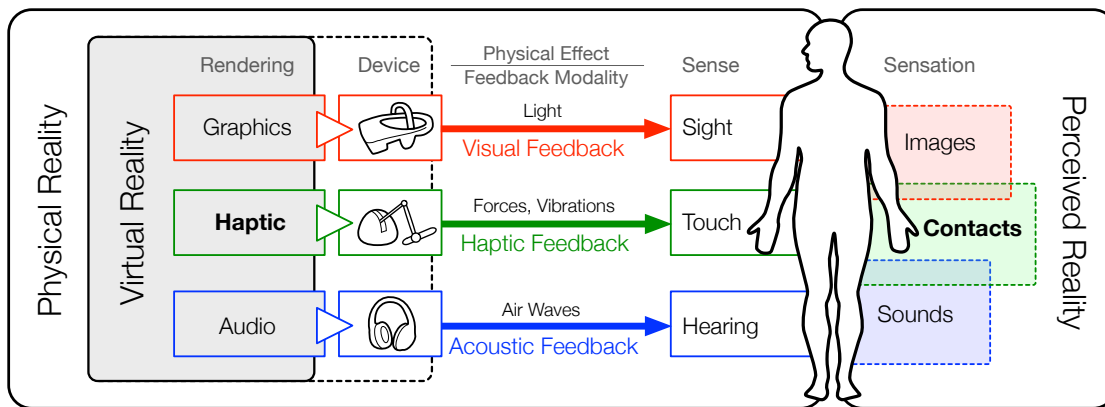 Physical Reality
Virtual Reality
Rendering
Device
Physical Effect
Feedback Modality
Sense
Sensation
Graphics
Light
Visual Feedback
Sight
Images
Haptic
Forces, Vibrations
Haptic Feedback
Touch
Contacts
Audio
Air Waves
Acoustic Feedback
Hearing
Sounds
Perceived Reality